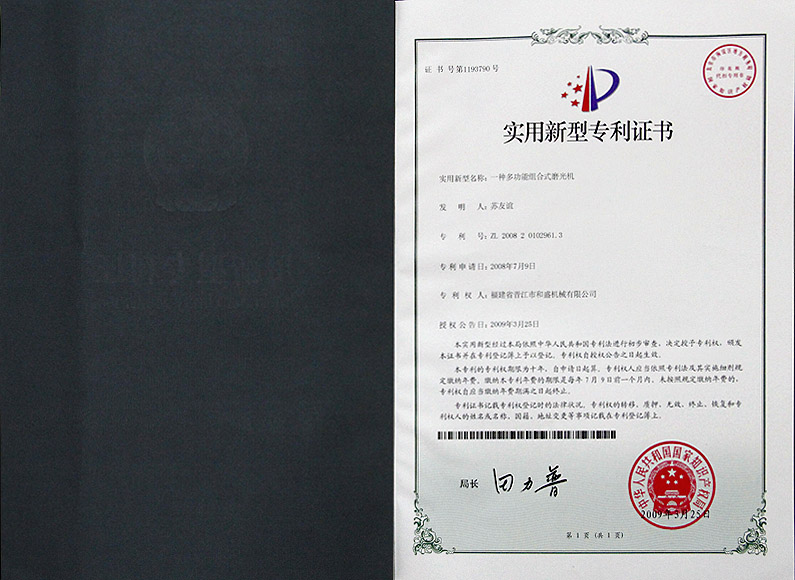 证 书 号 第1193790 号
实用新型专利证书
实用新型名称：一种多功能组合式磨光机
发 明 人：苏友谊
专 利 号：ZL 2008 2 0102961.3
专利申请日：2008年7月9日
专 利 权 人：福建省晋江市和盛机械有限公司
授权公告日：2009年3月25日
本实用新型经过本局依照中华人民共和国专利法进行初步审查，决定授予专利权，颁发
本证书并在专利登记簿上予以登记。专利权自授权公告之日起生效。
本专利的专利权期限为十年，自申请日起算。专利权人应当依照专利法及其实施细则规
定缴纳年费。缴纳本专利年费的期限是每年 7 月 9 日前一个月内。未按照规定缴纳年费的，
专利权自应当缴纳年费期满之日起终止。
专利证书记载专利权登记时的法律状况。专利权的转移、质押、无效、终止、恢复和专
利权人的姓名或名称、国籍、地址变更等事项记载在专利登记簿上。
局长 田力普
中华人民共和国国家知识产权局
2009年3月25日
第 1 页 (共 1 页)